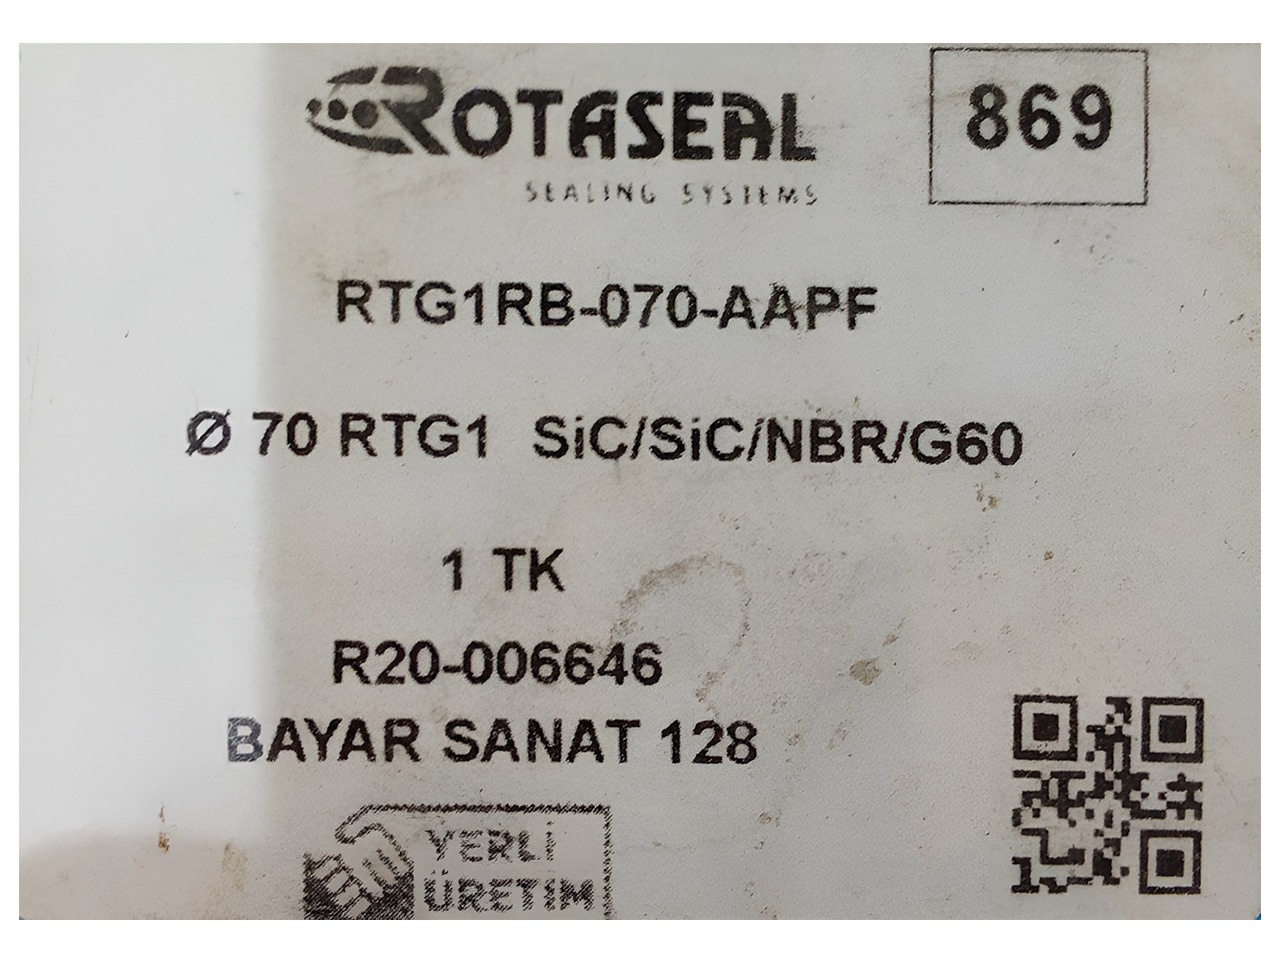 ROTASEAL
SEALING SYSTEMS
869
RTG1RB-070-AAPF
Ø 70 RTG1 SiC/SiC/NBR/G60
1 TK
R20-006646
BAYAR SANAT 128
YERLİ
ÜRETİM